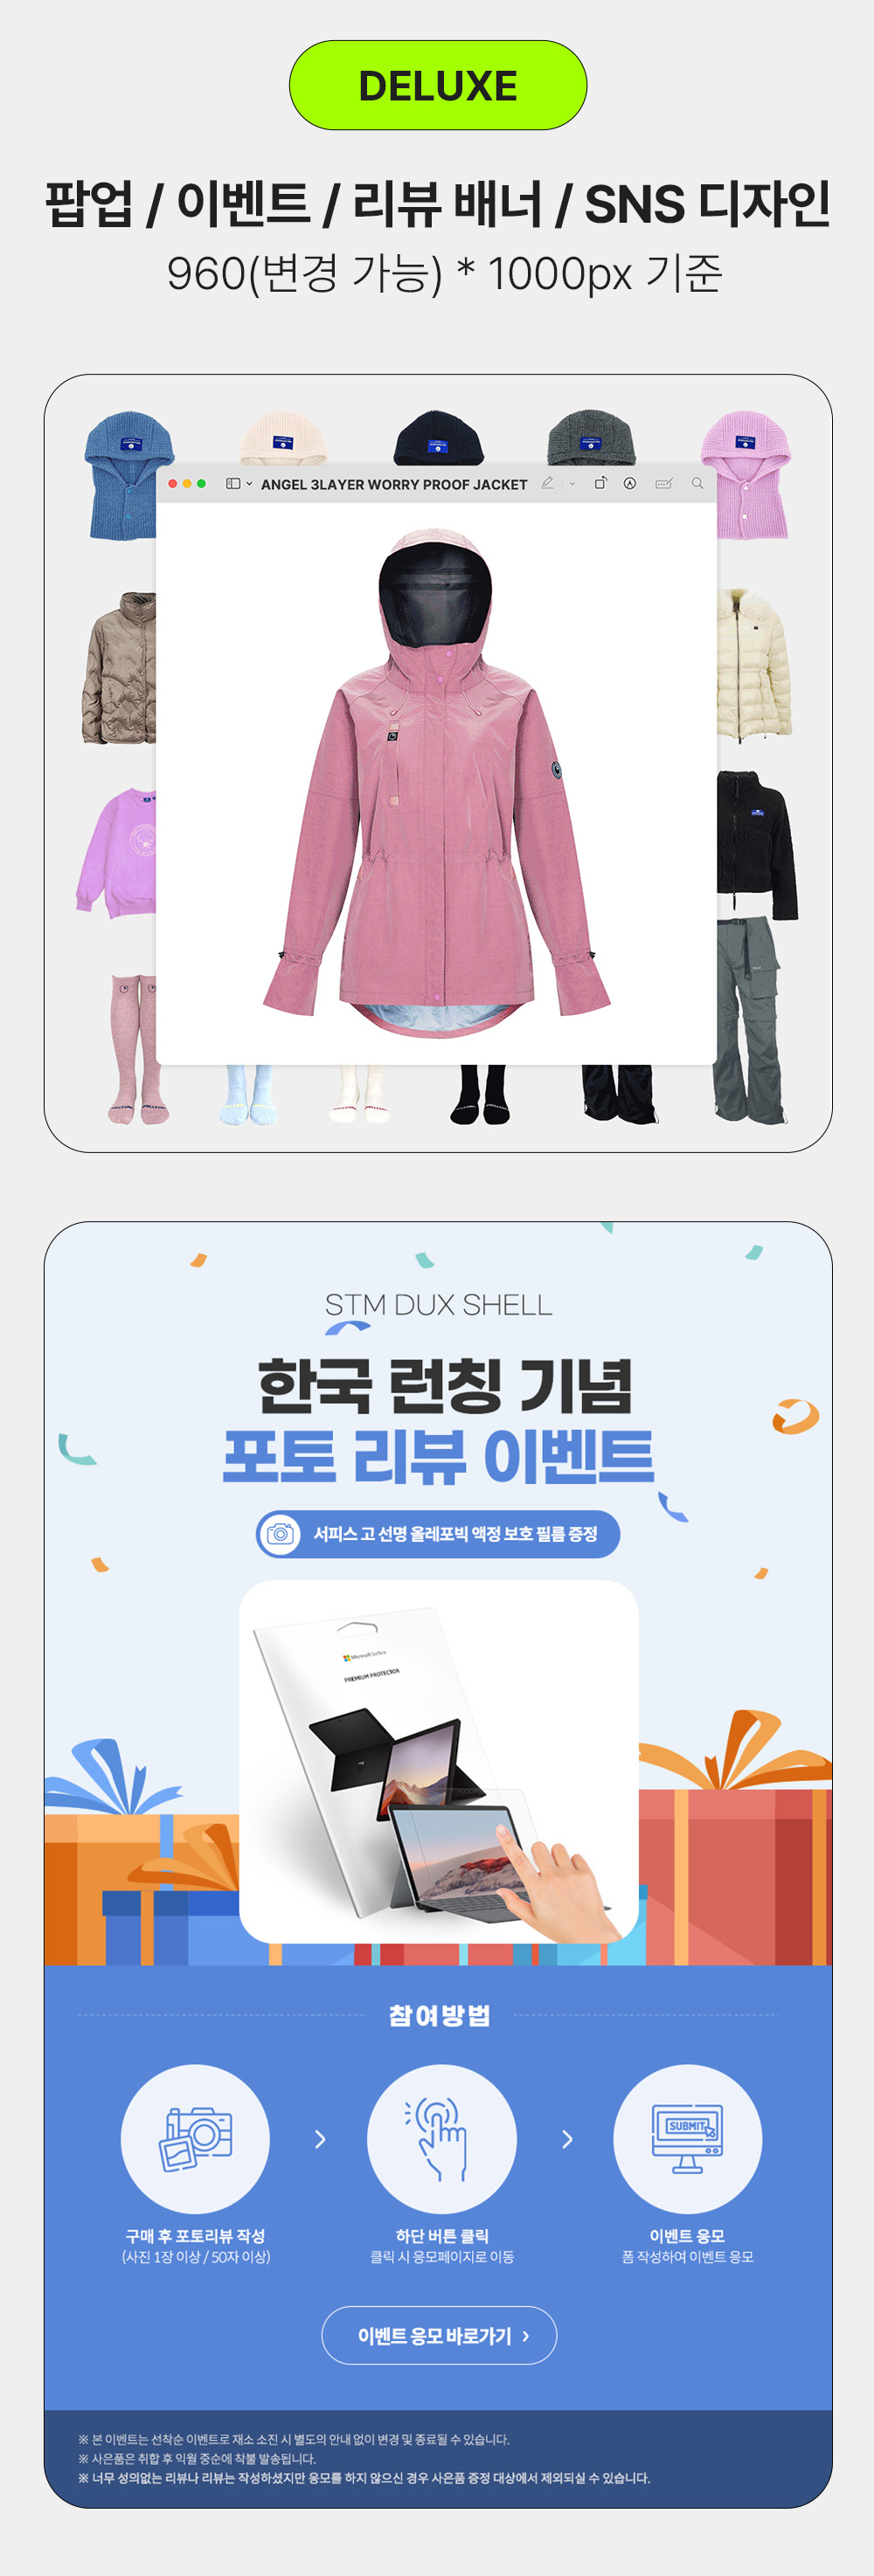 DELUXE
팝업 / 이벤트 / 리뷰 배너 / SNS 디자인
960(변경 가능) * 1000px 기준
ANGEL 3LAYER WORRY PROOF JACKET
STM DUX SHELL
한국 런칭 기념
포토 리뷰 이벤트
서피스 고 선명 올레포빅 액정 보호 필름 증정
Microsoft Surface
PREMIUM PROTECTOR
참여방법
SUBMIT
구매 후 포토리뷰 작성
(사진 1장 이상 / 50자 이상)
하단 버튼 클릭
클릭 시 응모페이지로 이동
이벤트 응모
폼 작성하여 이벤트 응모
이벤트 응모 바로가기 ›
※ 본 이벤트는 선착순 이벤트로 재소 소진 시 별도의 안내 없이 변경 및 종료될 수 있습니다.
※ 사은품은 취합 후 익월 중순에 착불 발송됩니다.
※ 너무 성의없는 리뷰나 리뷰는 작성하셨지만 응모를 하지 않으신 경우 사은품 증정 대상에서 제외되실 수 있습니다.